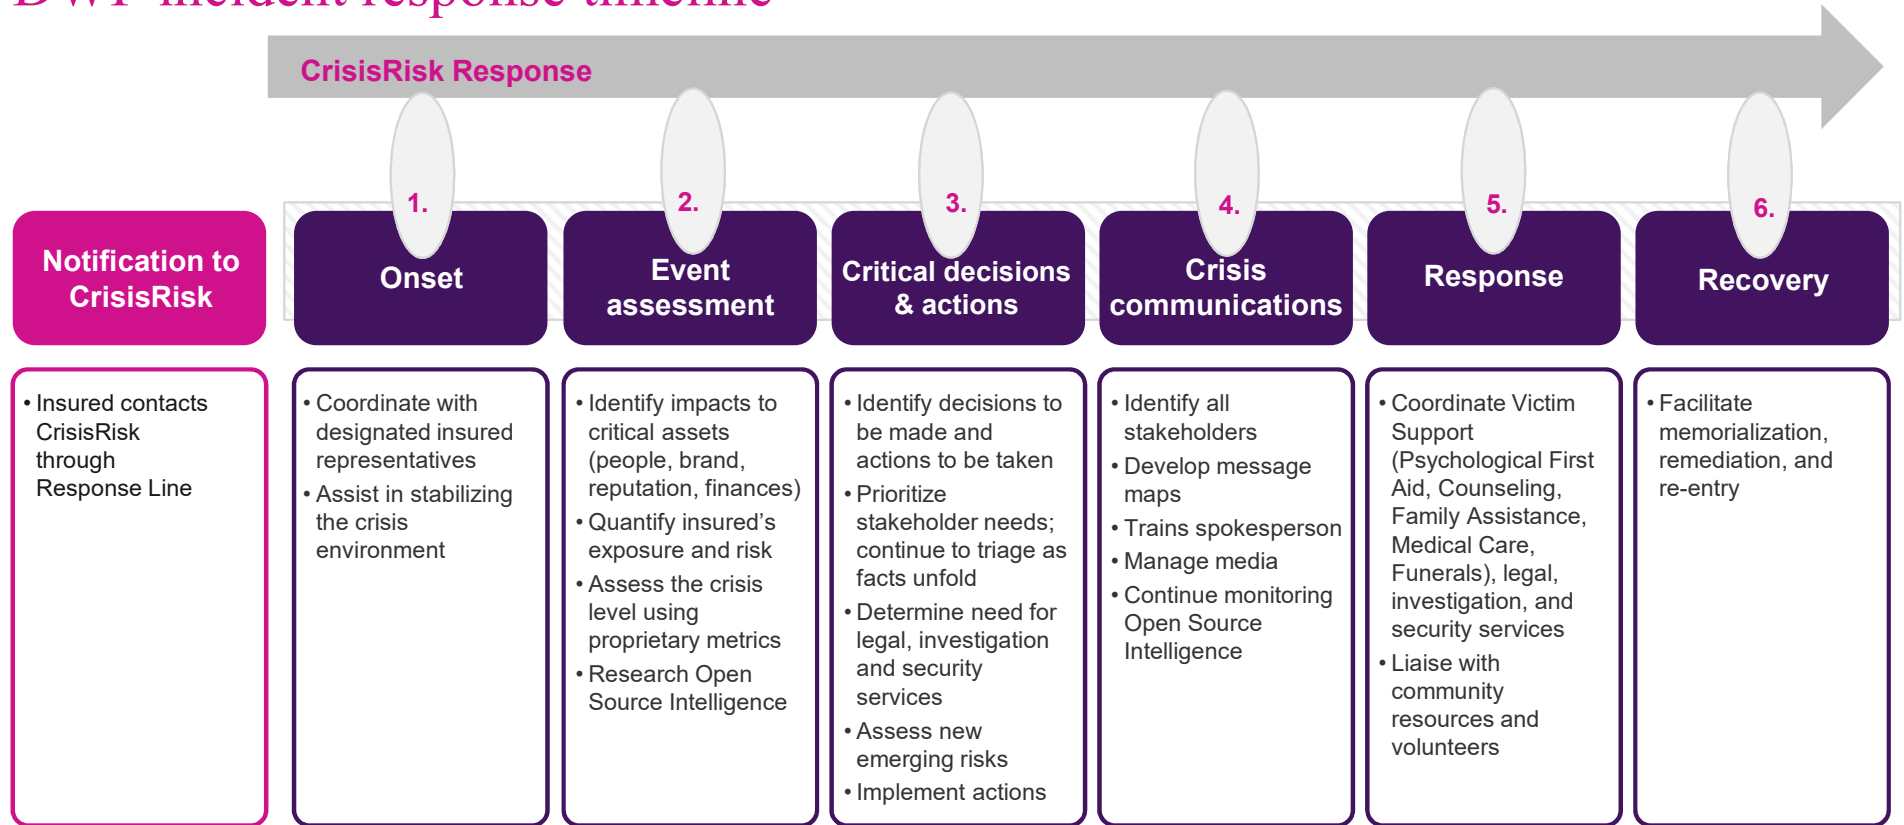 DWP incident response timeline
CrisisRisk Response
1.
2.
3.
4.
5.
6.
Notification to
CrisisRisk
Onset
Event
assessment
Critical decisions
& actions
Crisis
communications
Response
Recovery
• Insured contacts
CrisisRisk
through
Response Line
• Coordinate with
designated insured
representatives
• Assist in stabilizing
the crisis
environment
• Identify impacts to
critical assets
(people, brand,
reputation, finances)
• Quantify insured’s
exposure and risk
• Assess the crisis
level using
proprietary metrics
• Research Open
Source Intelligence
• Identify decisions to
be made and
actions to be taken
• Prioritize
stakeholder needs;
continue to triage as
facts unfold
• Determine need for
legal, investigation
and security
services
• Assess new
emerging risks
• Implement actions
• Identify all
stakeholders
• Develop message
maps
• Trains spokesperson
• Manage media
• Continue monitoring
Open Source
Intelligence
• Coordinate Victim
Support
(Psychological First
Aid, Counseling,
Family Assistance,
Medical Care,
Funerals), legal,
investigation, and
security services
• Liaise with
community
resources and
volunteers
• Facilitate
memorialization,
remediation, and
re-entry